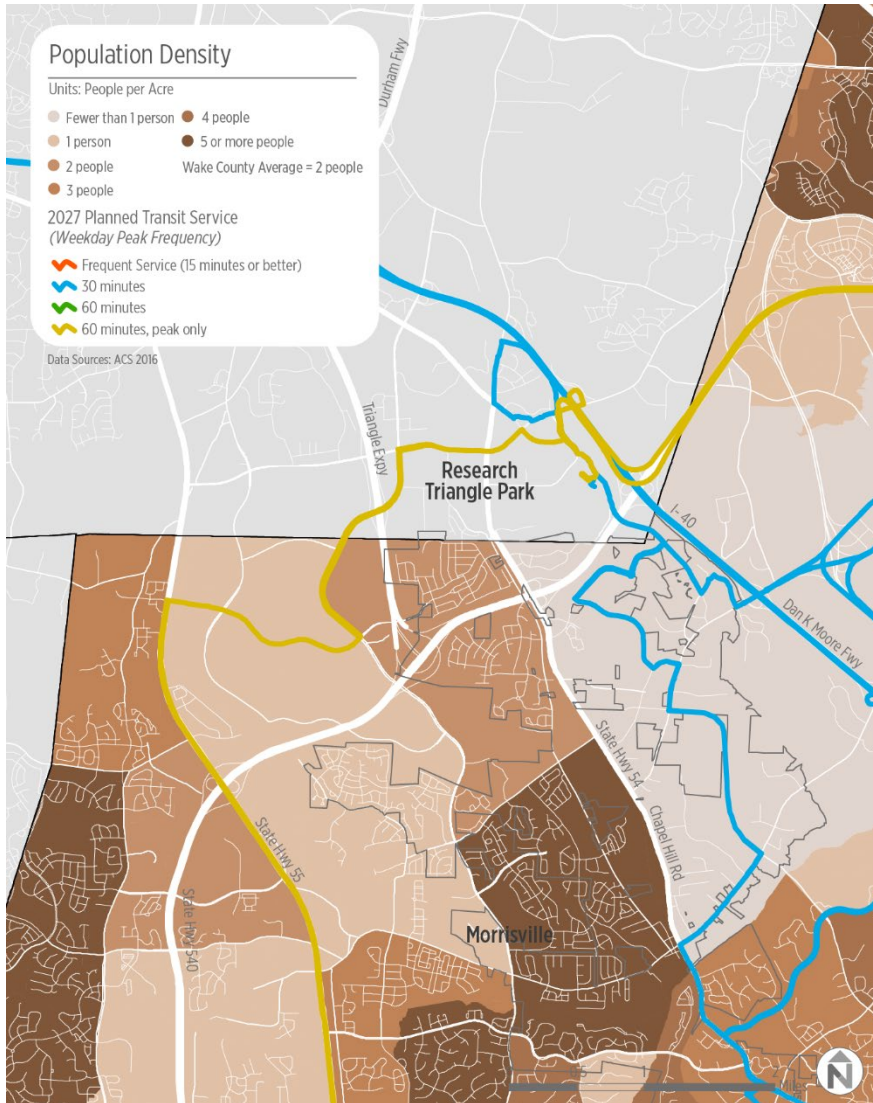 Population Density
Units: People per Acre
Fewer than 1 person
4 people
1 person
5 or more people
2 people
Wake County Average = 2 people
3 people
2027 Planned Transit Service
(Weekday Peak Frequency)
Frequent Service (15 minutes or better)
30 minutes
60 minutes
60 minutes, peak only
Data Sources: ACS 2016
Durham Fwy
Triangle Expy
Research
Triangle Park
I-40
Dan K Moore Fwy
State Hwy 54
Chapel Hill Rd
State Hwy 55
State Hwy 540
Morrisville
N
2
Miles